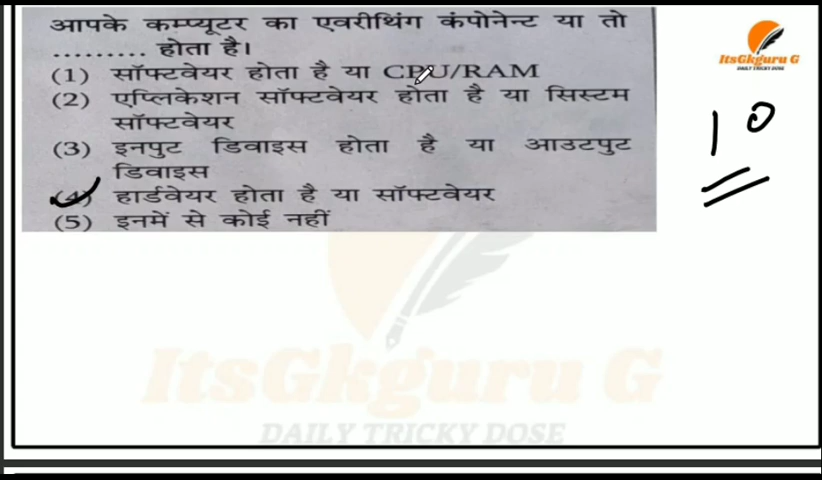 आपके कम्प्यूटर का एवरीथिंग कंपोनेन्ट या तो
......... होता है।
(1) सॉफ्टवेयर होता है या CPU/RAM
(2) एप्लिकेशन सॉफ्टवेयर होता है या सिस्टम
सॉफ्टवेयर
(3) इनपुट डिवाइस होता है या आउटपुट
डिवाइस
(4) हार्डवेयर होता है या सॉफ्टवेयर
(5) इनमें से कोई नहीं
ItsGkguru G
DAILY TRICKY DOSE
10
ItsGkguru G
DAILY TRICKY DOSE